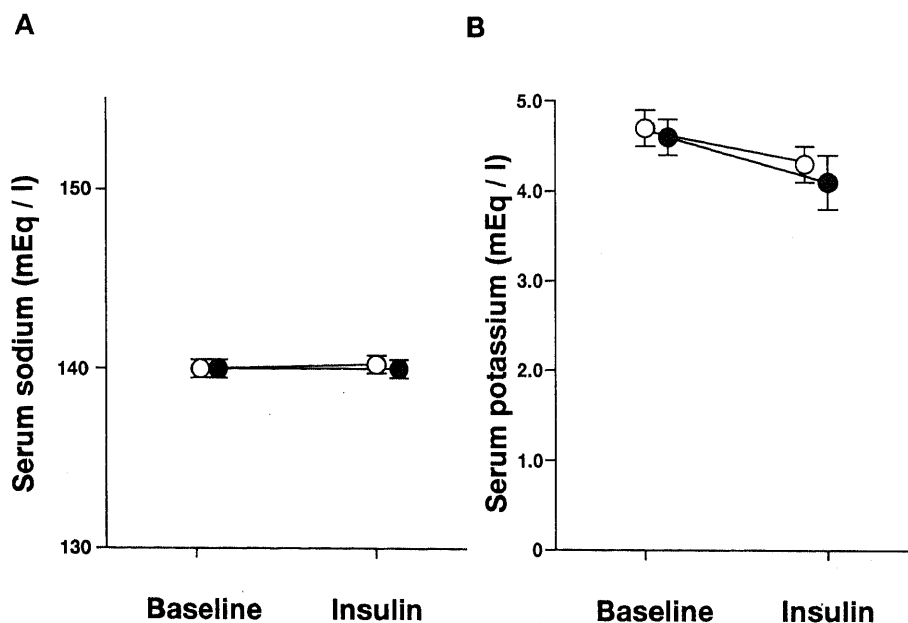 A
B
Serum sodium (mEq / l)
150
140
130
Baseline
Insulin
Serum potassium (mEq / l)
5.0
4.0
3.0
2.0
1.0
0
Baseline
Insulin